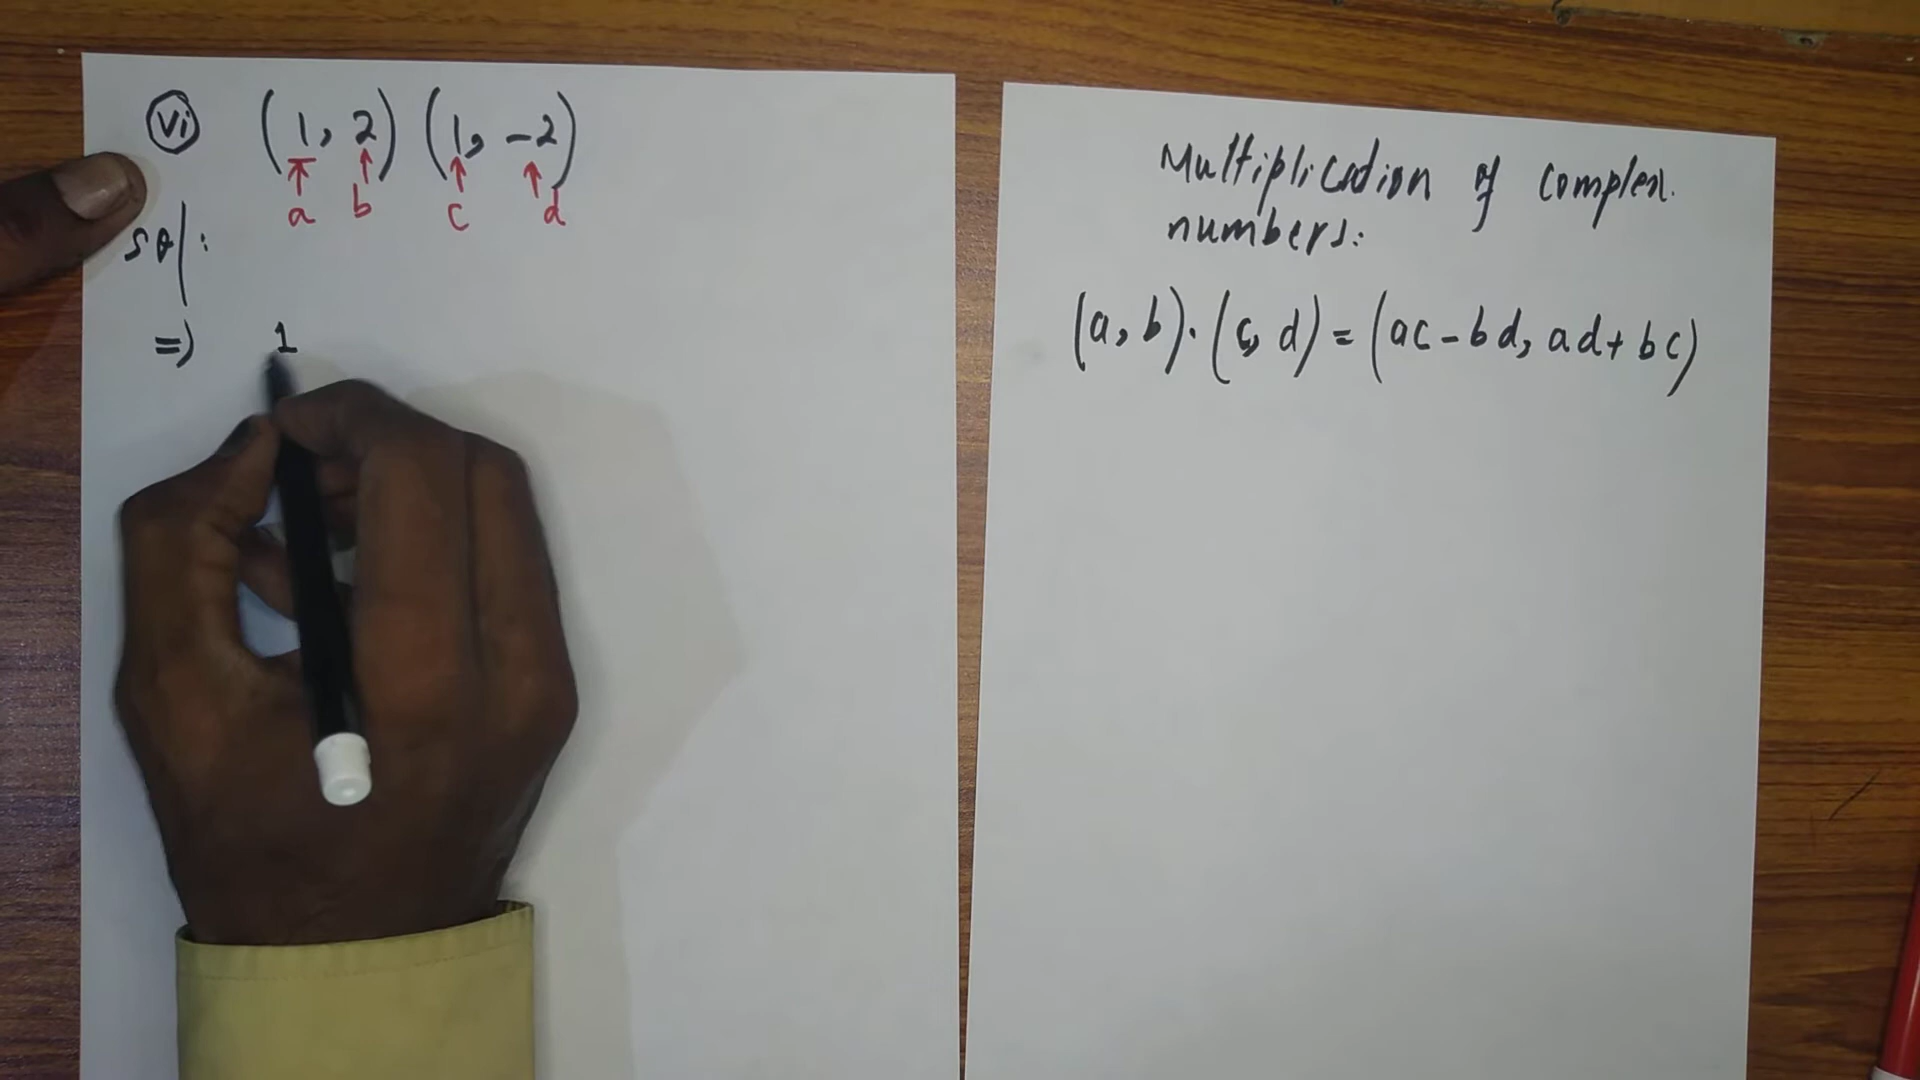 (vi) (1, 2) (1, -2)
a b c d
sol:
=) 1
Multiplication of complex.
numbers:
(a, b) · (c, d) = (ac - bd, ad + bc)